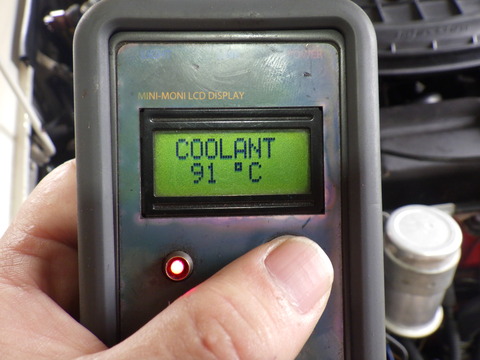 MINI-MONI LCD DISPLAY
COOLANT
91 °C